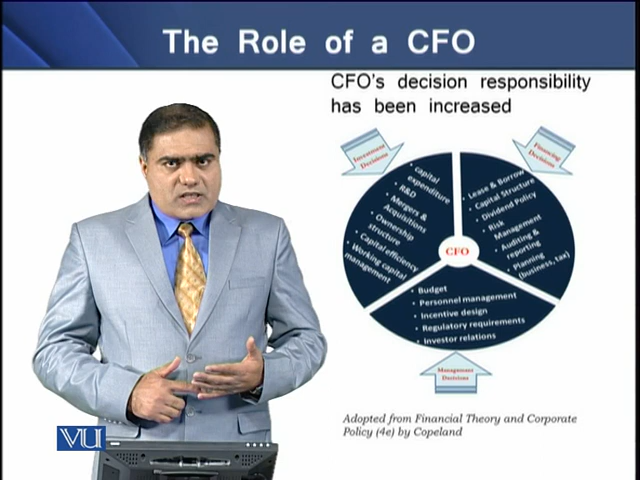 The Role of a CFO
CFO's decision responsibility
has been increased
Investment
Decisions
Financing
Decisions
• capital
expenditure
• R&D
• Mergers &
Acquisitions
• Ownership
structure
• Capital efficiency
• Working capital
management
• Lease & Borrow
• Capital Structure
• Dividend Policy
• Risk
Management
• Auditing &
reporting
• Planning
(business, tax)
CFO
• Budget
• Personnel management
• Incentive design
• Regulatory requirements
• Investor relations
Management
Decisions
Adopted from Financial Theory and Corporate
Policy (4e) by Copeland
VU